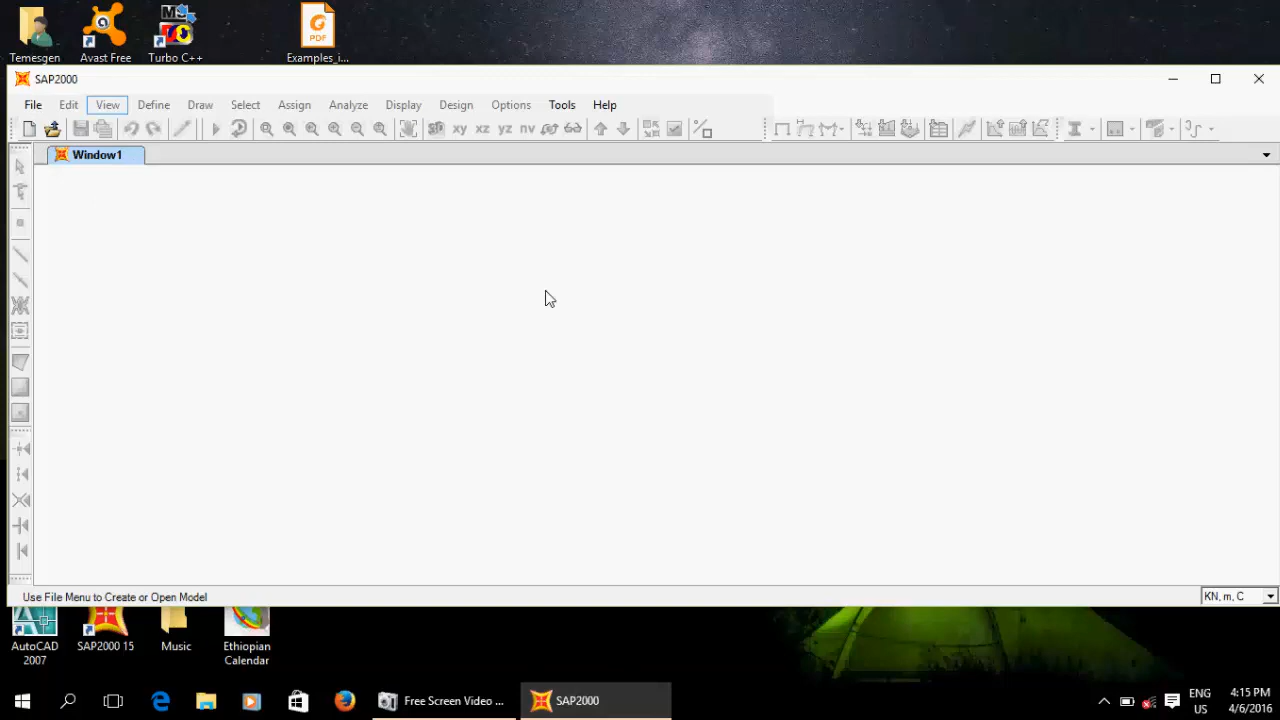 PDF
Temesgen
Avast Free
Turbo C++
Examples_i...
SAP2000
File Edit View Define Draw Select Assign Analyze Display Design Options Tools Help
3D xy xz yz nv
Window1
Use File Menu to Create or Open Model
KN, m, C
AutoCAD
2007
SAP2000 15
Music
Ethiopian
Calendar
Free Screen Video ...
SAP2000
ENG
US
4:15 PM
4/6/2016